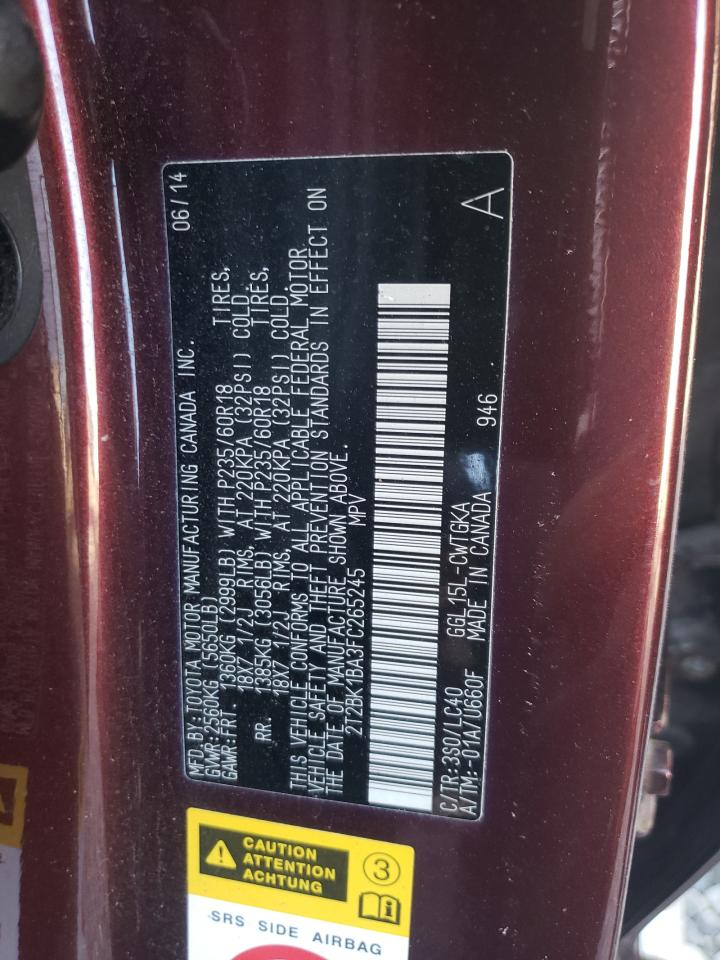 MFD.BY:TOYOTA MOTOR MANUFACTURING CANADA INC. 06/14
GVWR:2560KG (5650LB)
GAWR:FRT. 1360KG (2999LB) WITH P235/60R18 TIRES,
18X7 1/2J RIMS, AT 220KPA (32PSI) COLD
RR. 1385KG (3056LB) WITH P235/60R18 TIRES,
18X7 1/2J RIMS, AT 220KPA (32PSI) COLD.
THIS VEHICLE CONFORMS TO ALL APPLICABLE FEDERAL MOTOR
VEHICLE SAFETY AND THEFT PREVENTION STANDARDS IN EFFECT ON
THE DATE OF MANUFACTURE SHOWN ABOVE.
2T2BK1BA3FC265245 MPV
C/TR:3S0/LC40 GGL15L-CWTGKA 946
A/TM:-01A/U660F MADE IN CANADA
A
CAUTION
ATTENTION
ACHTUNG
3
SRS SIDE AIRBAG